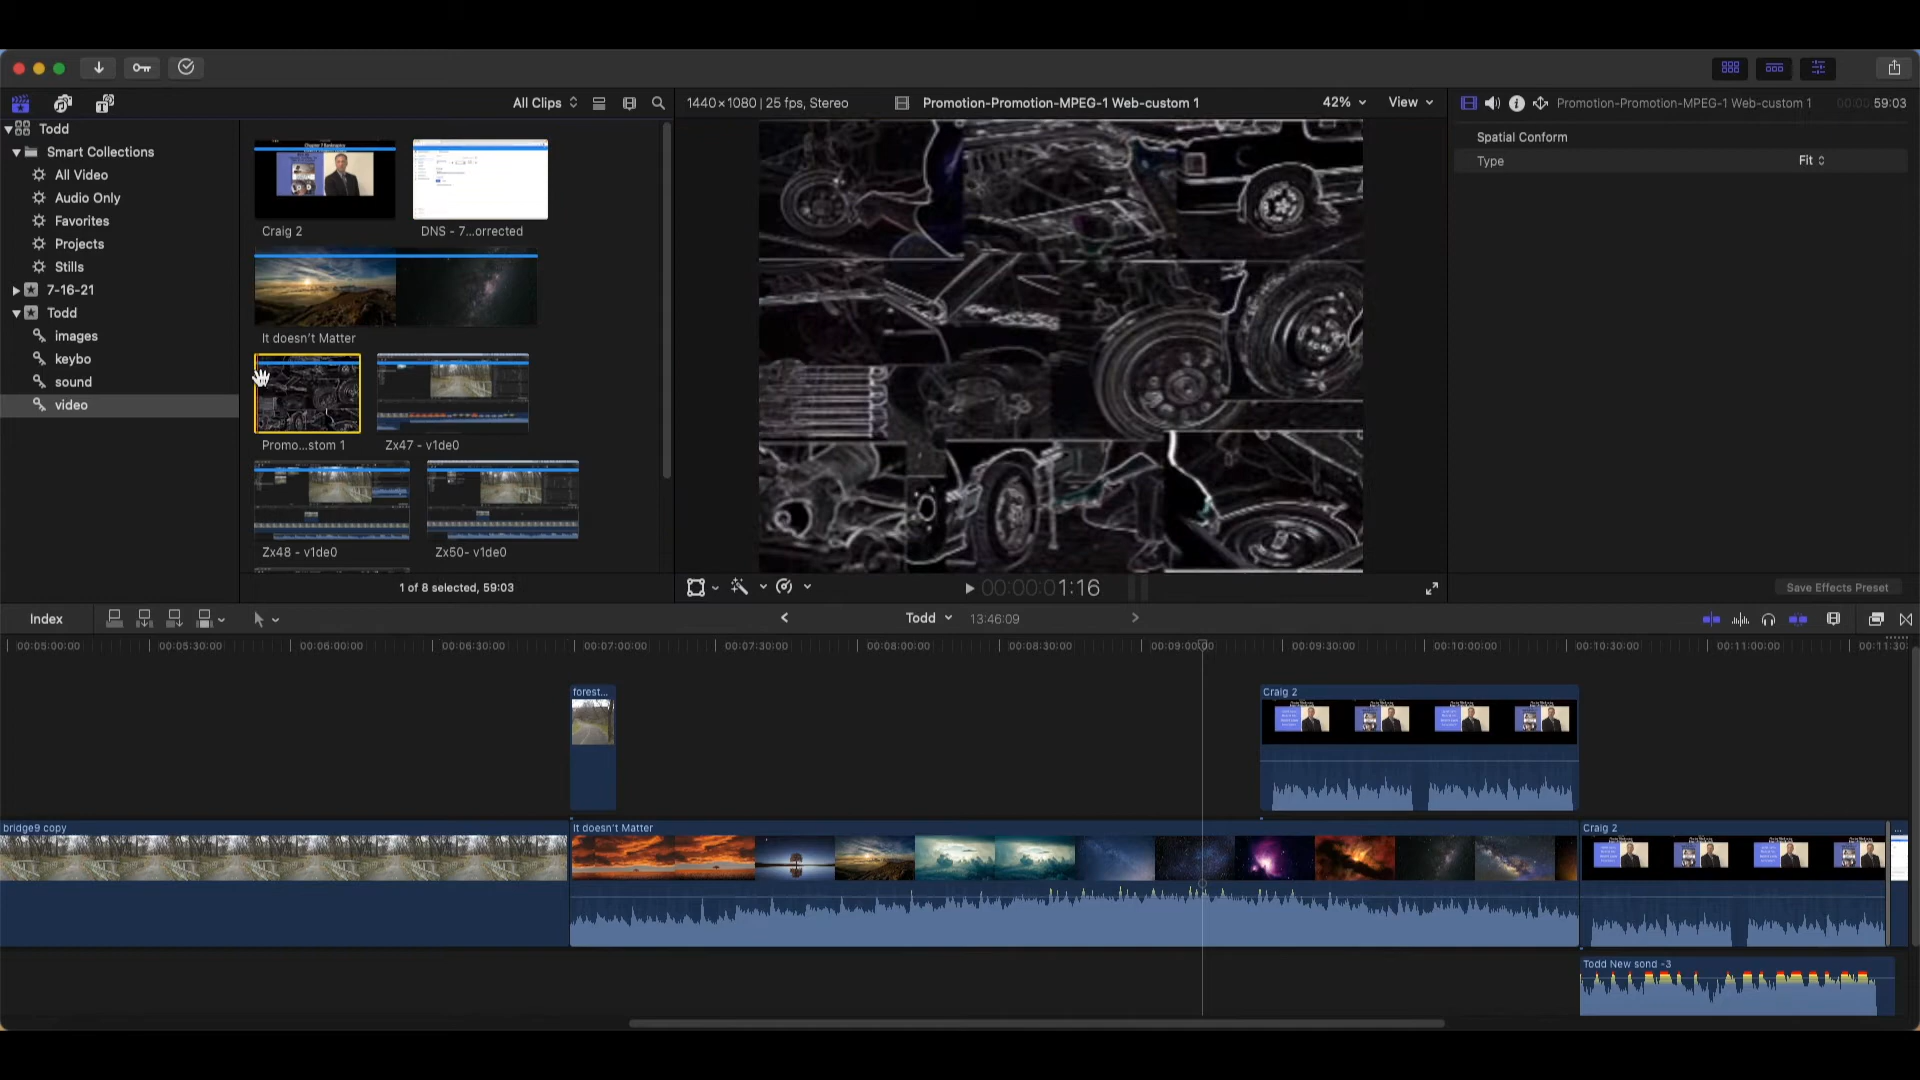 All Clips
1440×1080 | 25 fps, Stereo
Promotion-Promotion-MPEG-1 Web-custom 1
42%
View
Promotion-Promotion-MPEG-1 Web-custom 1
59:03
Todd
Smart Collections
All Video
Audio Only
Favorites
Projects
Stills
7-16-21
Todd
images
keybo
sound
video
Craig 2
DNS - 7...orrected
It doesn't Matter
Promo...stom 1
Zx47 - v1de0
Zx48 - v1de0
Zx50- v1de0
1 of 8 selected, 59:03
Spatial Conform
Type
Fit
00:00:01:16
Save Effects Preset
Index
Todd
13:46:09
00:05:00:00
00:05:30:00
00:06:00:00
00:06:30:00
00:07:00:00
00:07:30:00
00:08:00:00
00:08:30:00
00:09:00:00
00:09:30:00
00:10:00:00
00:10:30:00
00:11:00:00
00:11:30:
forest...
Craig 2
bridge9 copy
It doesn't Matter
Craig 2
...
Todd New sond -3